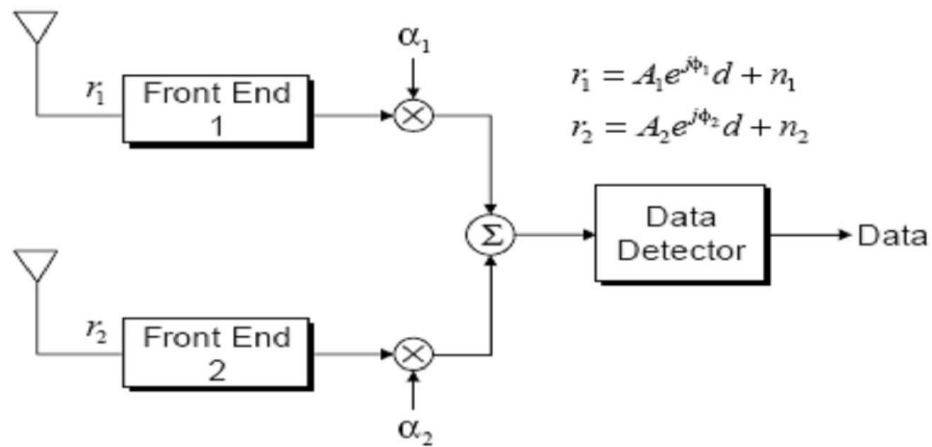 α₁
r₁ = A₁e^{jϕ₁}d + n₁
r₁
Front End
1
r₂ = A₂e^{jϕ₂}d + n₂
Σ
Data
Detector
Data
r₂
Front End
2
α₂